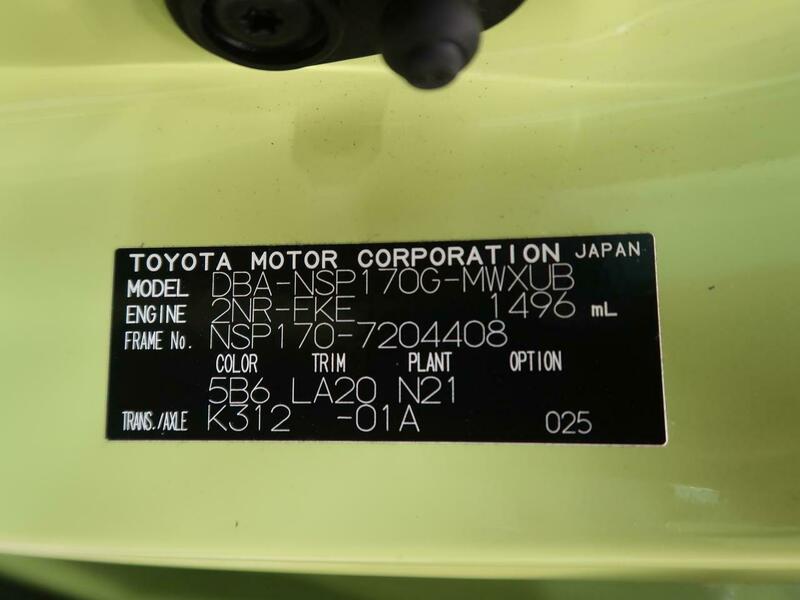 TOYOTA MOTOR CORPORATION JAPAN
MODEL DBA-NSP170G-MWXUB
ENGINE 2NR-FKE 1496 mL
FRAME No. NSP170-7204408
COLOR TRIM PLANT OPTION
5B6 LA20 N21
TRANS./AXLE K312 -01A 025